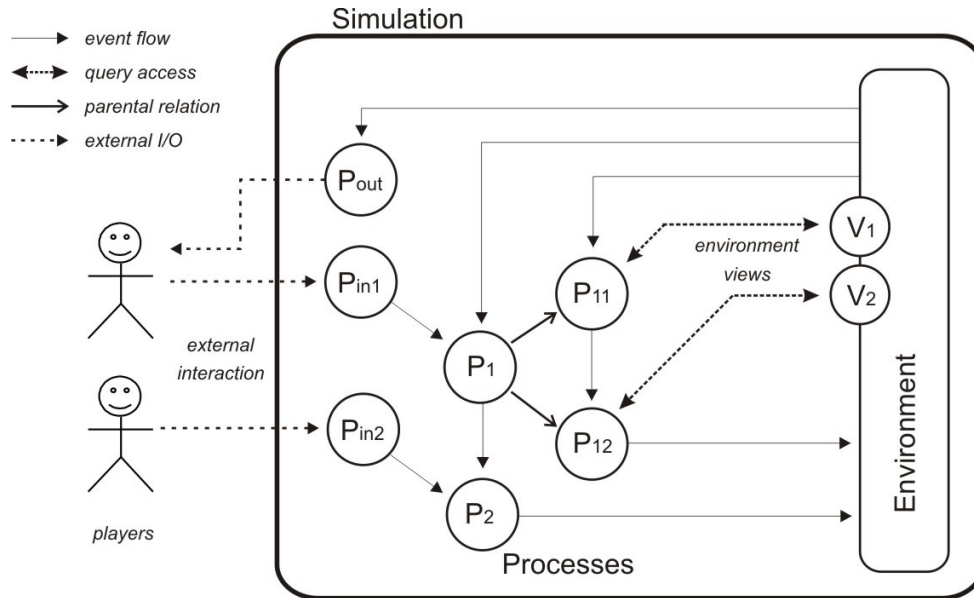 Simulation
event flow
query access
parental relation
external I/O
Pout
V1
environment
views
V2
Pin1
P11
external
interaction
P1
Pin2
P12
P2
Environment
players
Processes